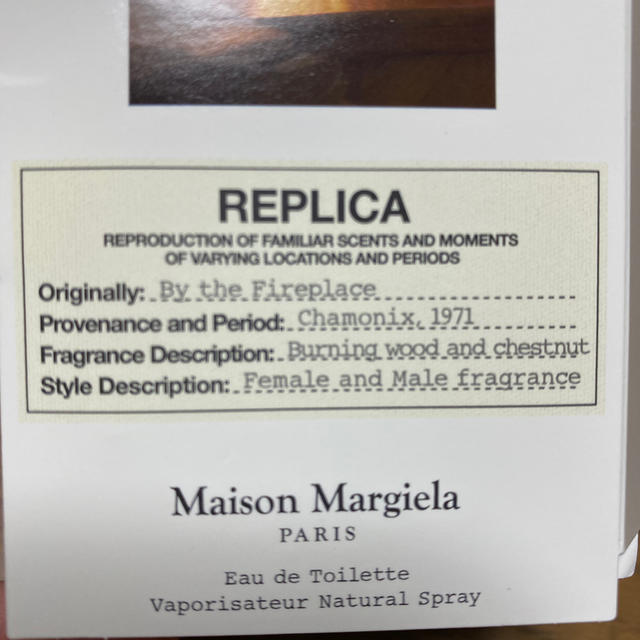 REPLICA
REPRODUCTION OF FAMILIAR SCENTS AND MOMENTS
OF VARYING LOCATIONS AND PERIODS
Originally: By the Fireplace
Provenance and Period: Chamonix, 1971
Fragrance Description: Burning wood and chestnut
Style Description: Female and Male fragrance
Maison Margiela
PARIS
Eau de Toilette
Vaporisateur Natural Spray